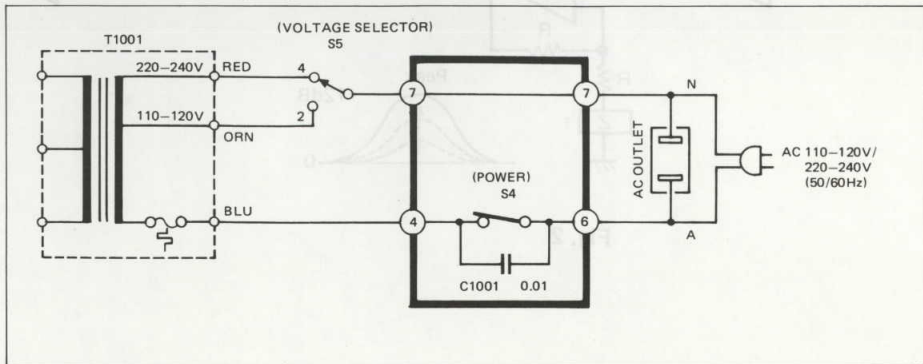 (VOLTAGE SELECTOR)
S5
T1001
220–240V
RED
4
7
7
N
110–120V
2
ORN
AC OUTLET
AC 110–120V/
220–240V
(50/60Hz)
(POWER)
S4
BLU
4
6
A
C1001 0.01